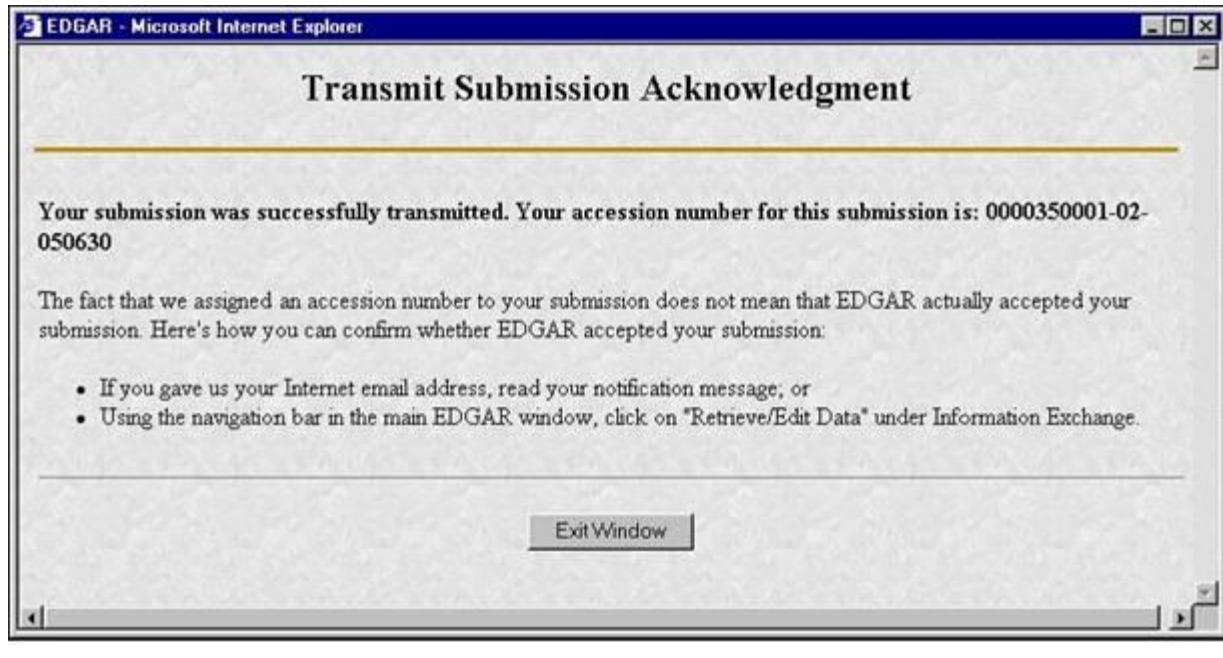 EDGAR - Microsoft Internet Explorer
Transmit Submission Acknowledgment
Your submission was successfully transmitted. Your accession number for this submission is: 0000350001-02-
050630
The fact that we assigned an accession number to your submission does not mean that EDGAR actually accepted your
submission. Here's how you can confirm whether EDGAR accepted your submission:
• If you gave us your Internet email address, read your notification message; or
• Using the navigation bar in the main EDGAR window, click on "Retrieve/Edit Data" under Information Exchange.
Exit Window